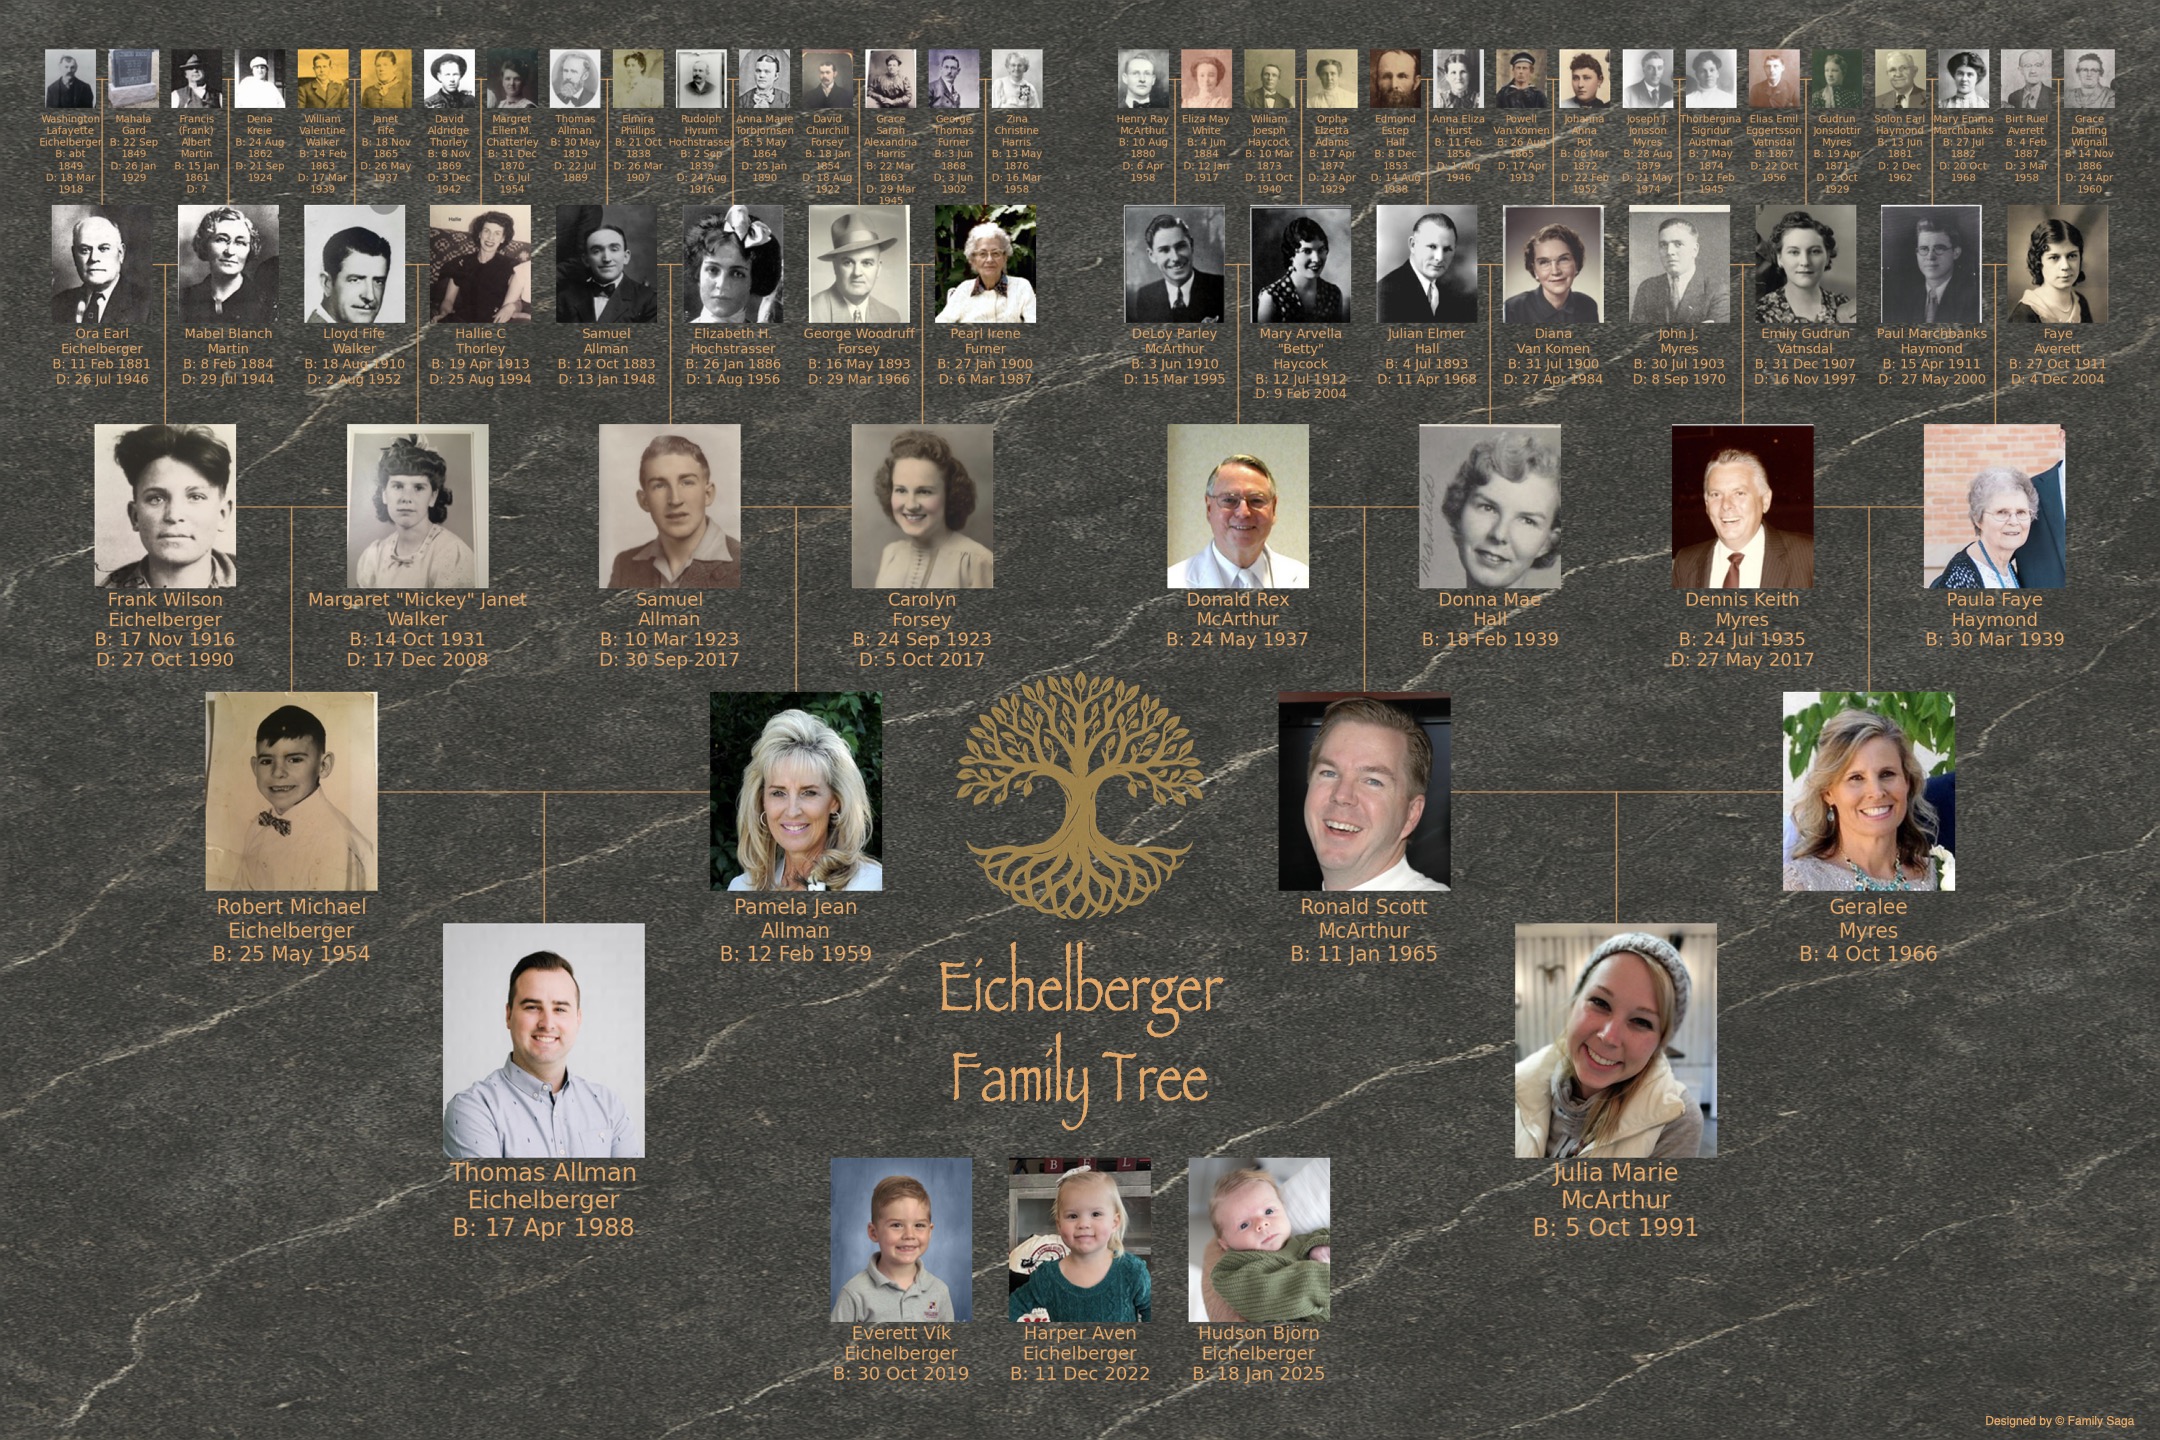 Washington
Lafayette
Eichelberger
B: abt
1849
D: 18 Mar
1918
Mahala
Gard
B: 22 Sep
1849
D: 26 Jan
1929
Francis
(Frank)
Albert
Martin
B: 15 Jan
1861
D: ?
Dena
Kreie
B: 24 Aug
1862
D: 21 Sep
1924
William
Valentine
Walker
B: 14 Feb
1863
D: 17 Mar
1939
Janet
Fife
B: 18 Nov
1865
D: 26 May
1937
David
Aldridge
Thorley
B: 8 Nov
1869
D: 3 Dec
1942
Margret
Ellen M.
Chatterley
B: 31 Dec
1870
D: 6 Jul
1954
Thomas
Allman
B: 30 May
1819
D: 22 Jul
1889
Elmira
Phillips
B: 21 Oct
1838
D: 26 Mar
1907
Rudolph
Hyrum
Hochstrasser
B: 2 Sep
1839
D: 24 Aug
1916
Anna Marie
Torbjornsen
B: 5 May
1864
D: 25 Jan
1890
David
Churchill
Forsey
B: 18 Jan
1854
D: 18 Aug
1922
Grace
Sarah
Alexandria
Harris
B: 22 Mar
1863
D: 29 Mar
1945
George
Thomas
Furner
B: 3 Jun
1868
D: 3 Jun
1902
Zina
Christine
Harris
B: 13 May
1876
D: 16 Mar
1958
Henry Ray
McArthur
B: 10 Aug
1880
D: 6 Apr
1958
Eliza May
White
B: 4 Jun
1884
D: 12 Jan
1917
William
Joesph
Haycock
B: 10 Mar
1873
D: 11 Oct
1940
Orpha
Elzetta
Adams
B: 17 Apr
1872
D: 23 Apr
1929
Edmond
Estep
Hall
B: 8 Dec
1853
D: 14 Aug
1938
Anna Eliza
Hurst
B: 11 Feb
1856
Aug
1946
Powell
Van Komen
B: 26 Aug
1865
D: 17 Apr
1913
Johanna
Anna
Pot
B: 06 Mar
1872
D: 22 Feb
1952
Joseph J.
Jonsson
Myres
B: 28 Aug
1879
D: 21 May
1974
Thorbergina
Sigridur
Austman
B: 7 May
1874
D: 12 Feb
1945
Elias Emil
Eggertsson
Vatnsdal
B: 1867
D: 22 Oct
1956
Gudrun
Jonsdottir
Myres
B: 19 Apr
1871
D: 2 Oct
1929
Solon Earl
Haymond
B: 13 Jun
1881
D: 2 Dec
1962
Mary Emma
Marchbanks
B: 27 Jul
1882
D: 20 Oct
1968
Birt Ruel
Averett
B: 4 Feb
1887
D: 3 Mar
1958
Grace
Darling
Wignall
B: 14 Nov
1886
D: 24 Apr
1960
Ora Earl
Eichelberger
B: 11 Feb 1881
D: 26 Jul 1946
Mabel Blanch
Martin
B: 8 Feb 1884
D: 29 Jul 1944
Lloyd Fife
Walker
B: 18 Aug 1910
D: 2 Aug 1952
Hallie
Hallie C
Thorley
B: 19 Apr 1913
D: 25 Aug 1994
Samuel
Allman
B: 12 Oct 1883
D: 13 Jan 1948
Elizabeth H.
Hochstrasser
B: 26 Jan 1886
D: 1 Aug 1956
George Woodruff
Forsey
B: 16 May 1893
D: 29 Mar 1966
Pearl Irene
Furner
B: 27 Jan 1900
D: 6 Mar 1987
DeLoy Parley
McArthur
B: 3 Jun 1910
D: 15 Mar 1995
Mary Arvella
"Betty"
Haycock
B: 12 Jul 1912
D: 9 Feb 2004
Julian Elmer
Hall
B: 4 Jul 1893
D: 11 Apr 1968
Diana
Van Komen
B: 31 Jul 1900
D: 27 Apr 1984
John J.
Myres
B: 30 Jul 1903
D: 8 Sep 1970
Emily Gudrun
Vatnsdal
B: 31 Dec 1907
D: 16 Nov 1997
Paul Marchbanks
Haymond
B: 15 Apr 1911
D: 27 May 2000
Faye
Averett
B: 27 Oct 1911
D: 4 Dec 2004
Frank Wilson
Eichelberger
B: 17 Nov 1916
D: 27 Oct 1990
Margaret "Mickey" Janet
Walker
B: 14 Oct 1931
D: 17 Dec 2008
Samuel
Allman
B: 10 Mar 1923
D: 30 Sep 2017
Carolyn
Forsey
B: 24 Sep 1923
D: 5 Oct 2017
Donald Rex
McArthur
B: 24 May 1937
Donna Mae
Hall
B: 18 Feb 1939
Dennis Keith
Myres
B: 24 Jul 1935
D: 27 May 2017
Paula Faye
Haymond
B: 30 Mar 1939
Robert Michael
Eichelberger
B: 25 May 1954
Pamela Jean
Allman
B: 12 Feb 1959
Ronald Scott
McArthur
B: 11 Jan 1965
Geralee
Myres
B: 4 Oct 1966
Eichelberger
Family Tree
Thomas Allman
Eichelberger
B: 17 Apr 1988
Julia Marie
McArthur
B: 5 Oct 1991
B E L
Everett Vík
Eichelberger
B: 30 Oct 2019
Harper Aven
Eichelberger
B: 11 Dec 2022
Hudson Björn
Eichelberger
B: 18 Jan 2025
Designed by © Family Saga